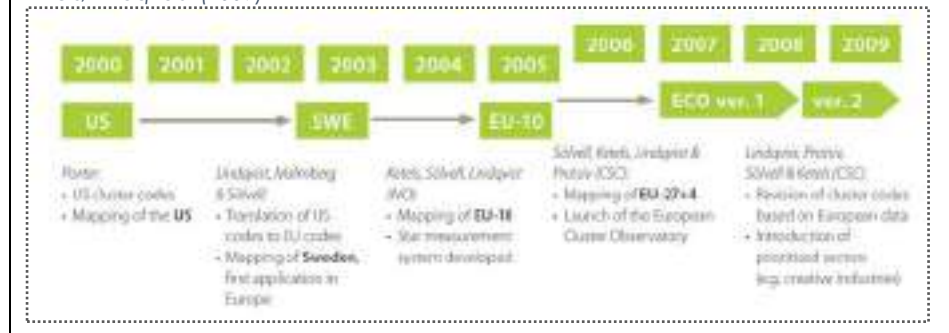 2000 2001 2002 2003 2004 2005 2006 2007 2008 2009
US SWE EU-10 ECO ver. 1 ver. 2
Porter:
• US cluster codes
• Mapping of the US
Lindqvist, Malmberg
& Sölvell:
• Translation of US
codes to EU codes
• Mapping of Sweden,
first application in
Europe
Ketels, Sölvell, Lindqvist
• Mapping of EU-10
• Star measurement
system developed
Sölvell, Ketels, Lindqvist &
Protsiv (CSC):
• Mapping of EU-27+4
• Launch of the European
Cluster Observatory
Lindqvist, Protsiv,
Sölvell & Ketels (CSC):
• Revision of cluster codes
based on European data
• Introduction of
prioritised sectors
(e.g. creative industries)